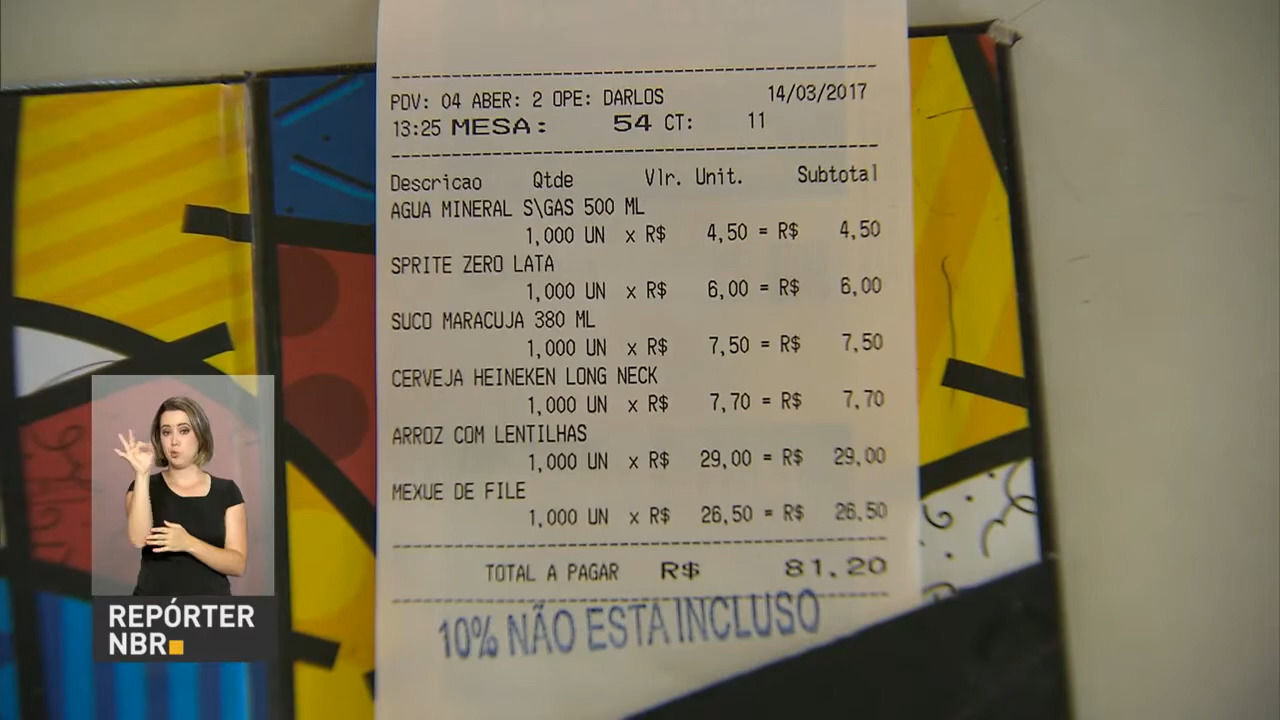 PDV: 04 ABER: 2 OPE: DARLOS 14/03/2017
13:25 MESA: 54 CT: 11
Descricao Qtde Vlr. Unit. Subtotal
AGUA MINERAL S\GAS 500 ML
1,000 UN x R$ 4,50 = R$ 4,50
SPRITE ZERO LATA
1,000 UN x R$ 6,00 = R$ 6,00
SUCO MARACUJA 380 ML
1,000 UN x R$ 7,50 = R$ 7,50
CERVEJA HEINEKEN LONG NECK
1,000 UN x R$ 7,70 = R$ 7,70
ARROZ COM LENTILHAS
1,000 UN x R$ 29,00 = R$ 29,00
MEXUE DE FILE
1,000 UN x R$ 26,50 = R$ 26,50
TOTAL A PAGAR R$ 81,20
10% NÃO ESTA INCLUSO
REPÓRTER
NBR